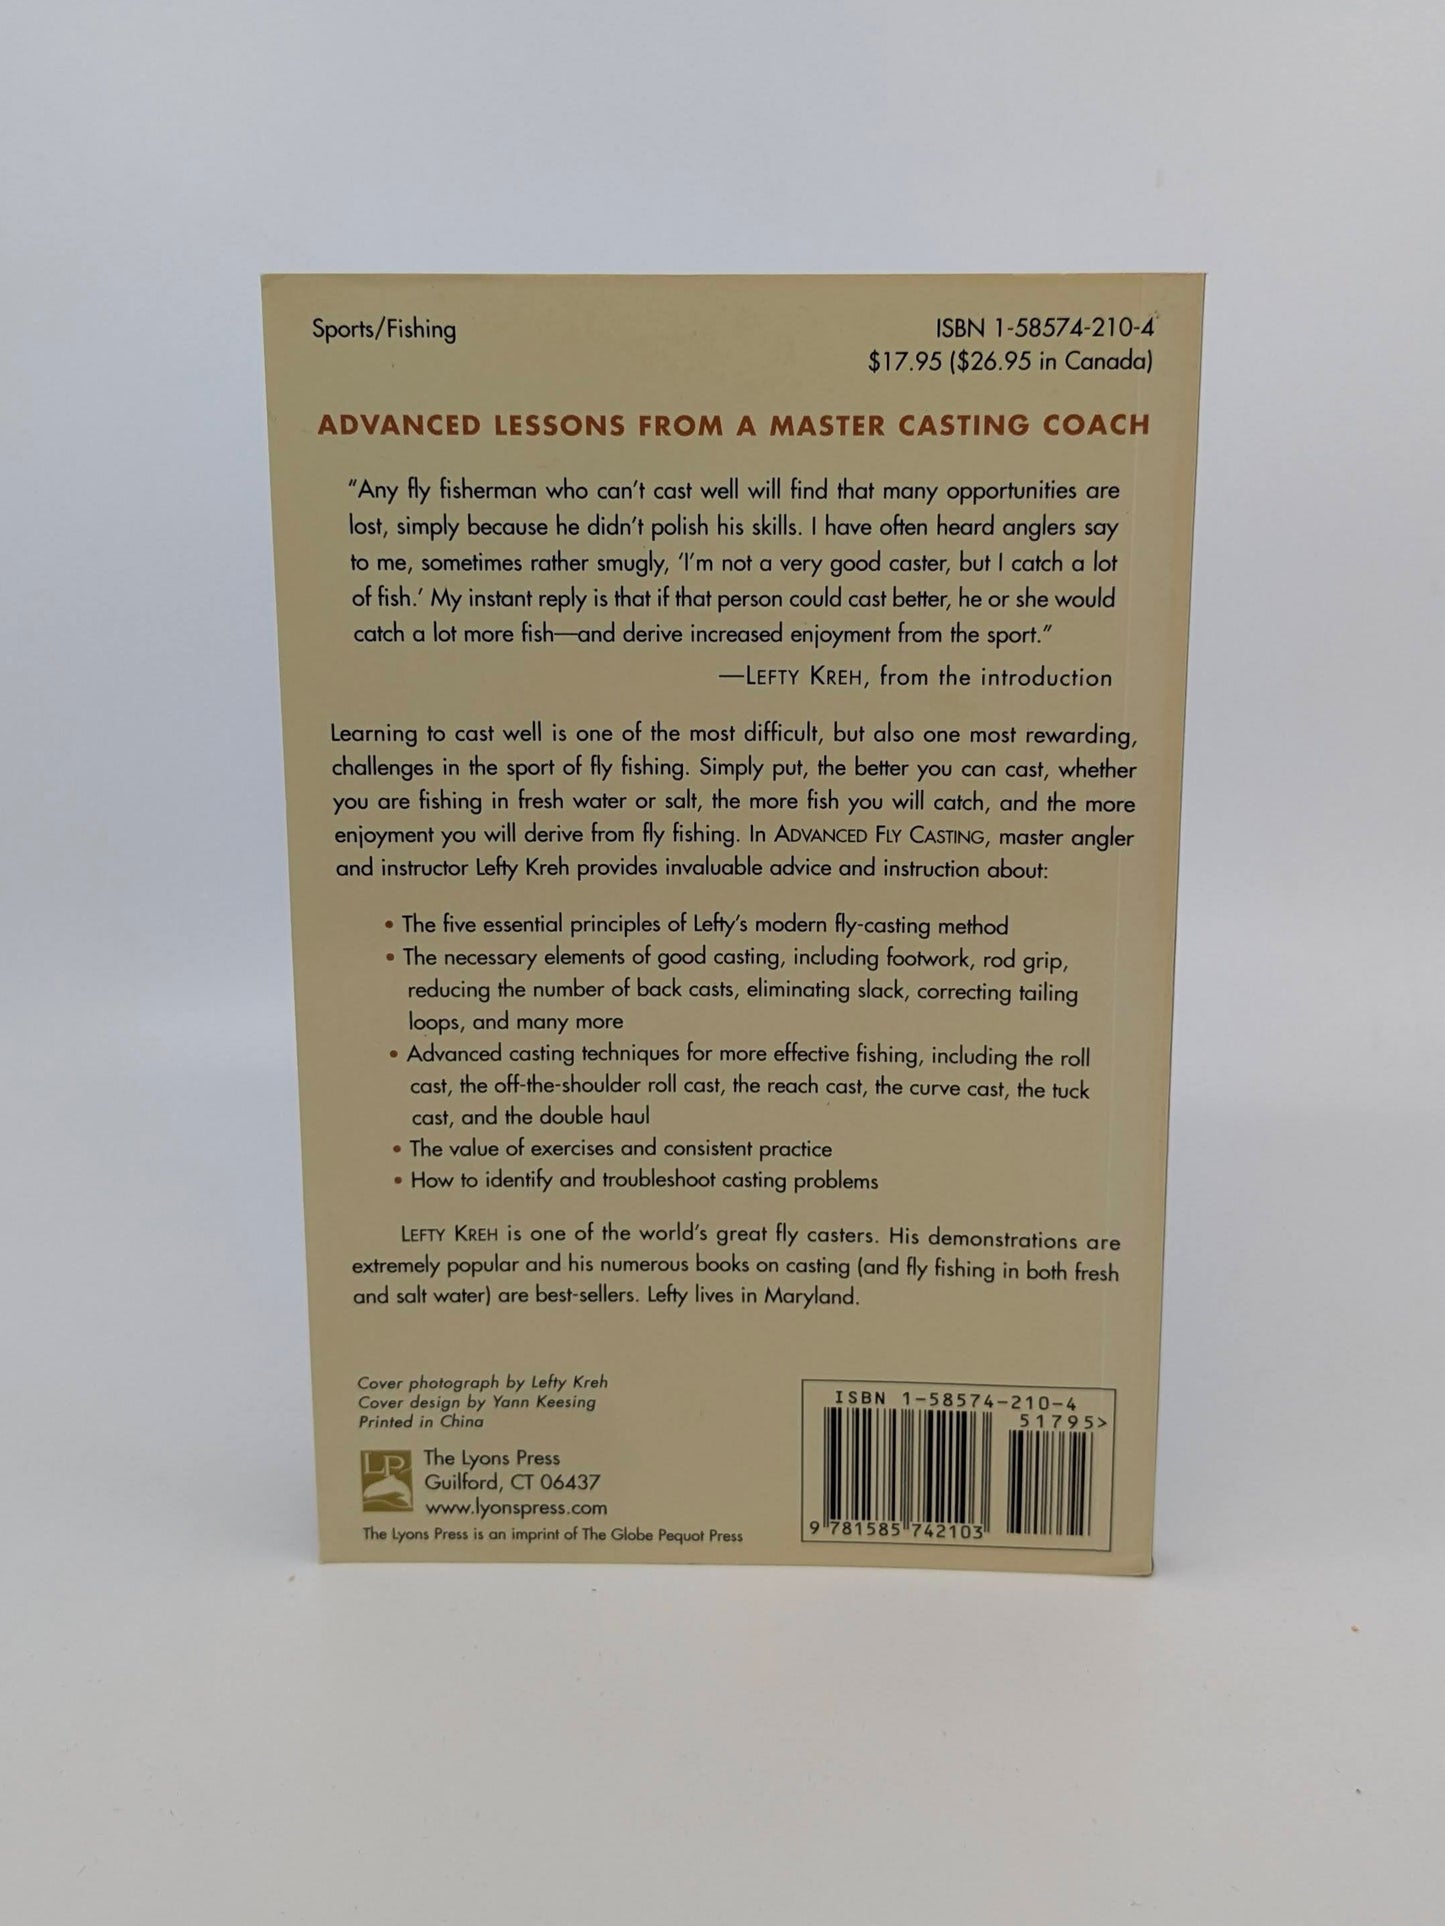 Sports/Fishing
ISBN 1-58574-210-4
$17.95 ($26.95 in Canada)
ADVANCED LESSONS FROM A MASTER CASTING COACH
“Any fly fisherman who can’t cast well will find that many opportunities are
lost, simply because he didn’t polish his skills. I have often heard anglers say
to me, sometimes rather smugly, ‘I’m not a very good caster, but I catch a lot
of fish.’ My instant reply is that if that person could cast better, he or she would
catch a lot more fish—and derive increased enjoyment from the sport.”
—LEFTY KREH, from the introduction
Learning to cast well is one of the most difficult, but also one most rewarding,
challenges in the sport of fly fishing. Simply put, the better you can cast, whether
you are fishing in fresh water or salt, the more fish you will catch, and the more
enjoyment you will derive from fly fishing. In ADVANCED FLY CASTING, master angler
and instructor Lefty Kreh provides invaluable advice and instruction about:
• The five essential principles of Lefty’s modern fly-casting method
• The necessary elements of good casting, including footwork, rod grip,
reducing the number of back casts, eliminating slack, correcting tailing
loops, and many more
• Advanced casting techniques for more effective fishing, including the roll
cast, the off-the-shoulder roll cast, the reach cast, the curve cast, the tuck
cast, and the double haul
• The value of exercises and consistent practice
• How to identify and troubleshoot casting problems
LEFTY KREH is one of the world’s great fly casters. His demonstrations are
extremely popular and his numerous books on casting (and fly fishing in both fresh
and salt water) are best-sellers. Lefty lives in Maryland.
Cover photograph by Lefty Kreh
Cover design by Yann Keesing
Printed in China
LP
The Lyons Press
Guilford, CT 06437
www.lyonspress.com
The Lyons Press is an imprint of The Globe Pequot Press
ISBN 1-58574-210-4
51795>
9 781585 742103